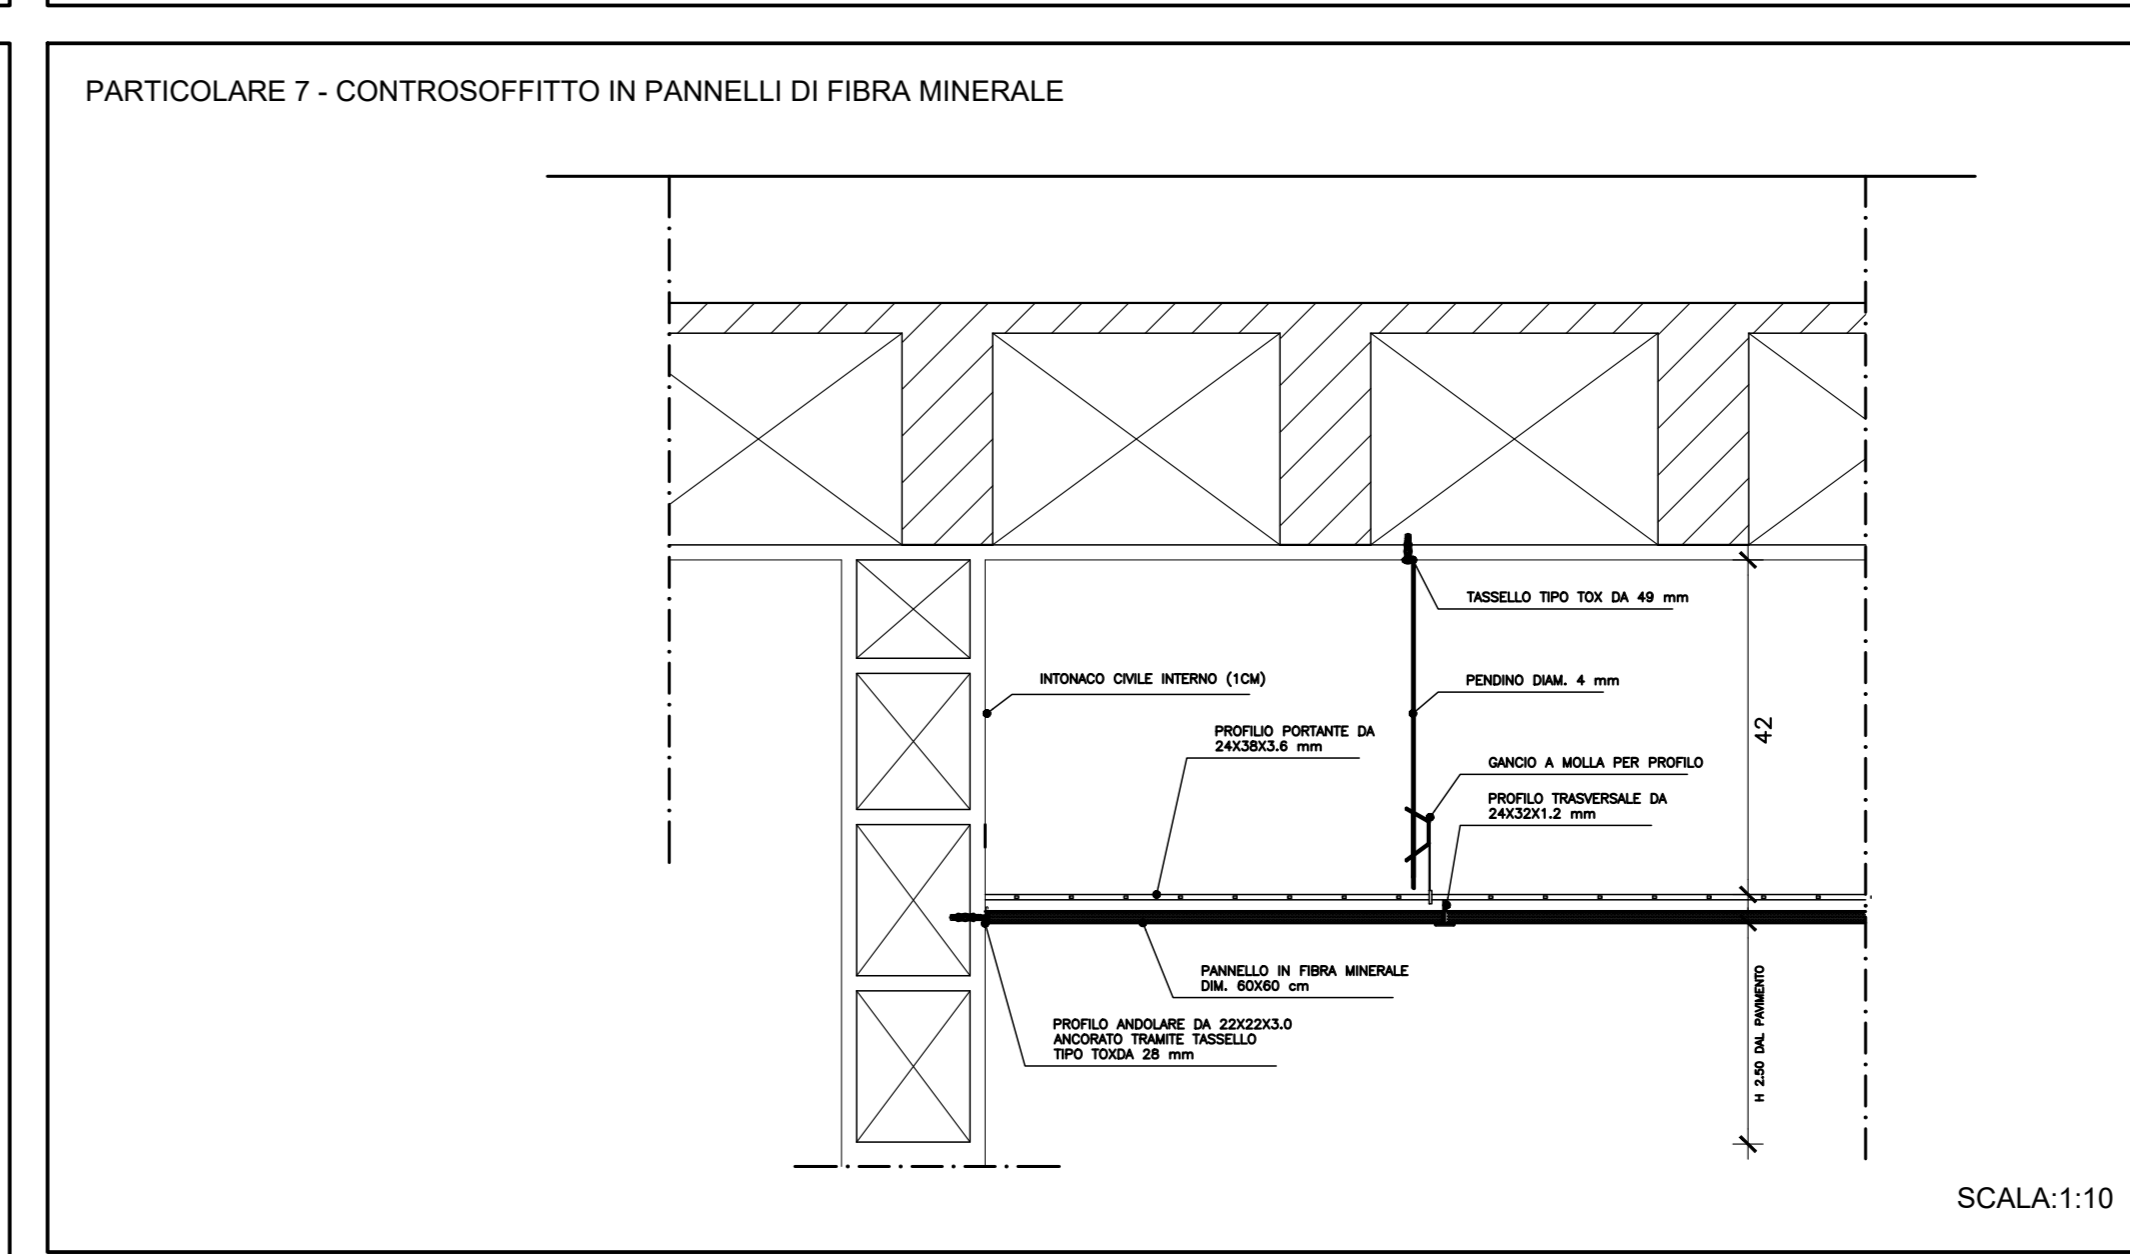 PARTICOLARE 7 - CONTROSOFFITTO IN PANNELLI DI FIBRA MINERALE
TASSELLO TIPO TOX DA 49 mm
INTONACO CIVILE INTERNO (1CM)
PENDINO DIAM. 4 mm
PROFILIO PORTANTE DA
24X38X3.6 mm
42
GANCIO A MOLLA PER PROFILO
PROFILO TRASVERSALE DA
24X32X1.2 mm
PANNELLO IN FIBRA MINERALE
DIM. 60X60 cm
PROFILO ANDOLARE DA 22X22X3.0
ANCORATO TRAMITE TASSELLO
TIPO TOXDA 28 mm
H 2.50 DAL PAVIMENTO
SCALA:1:10